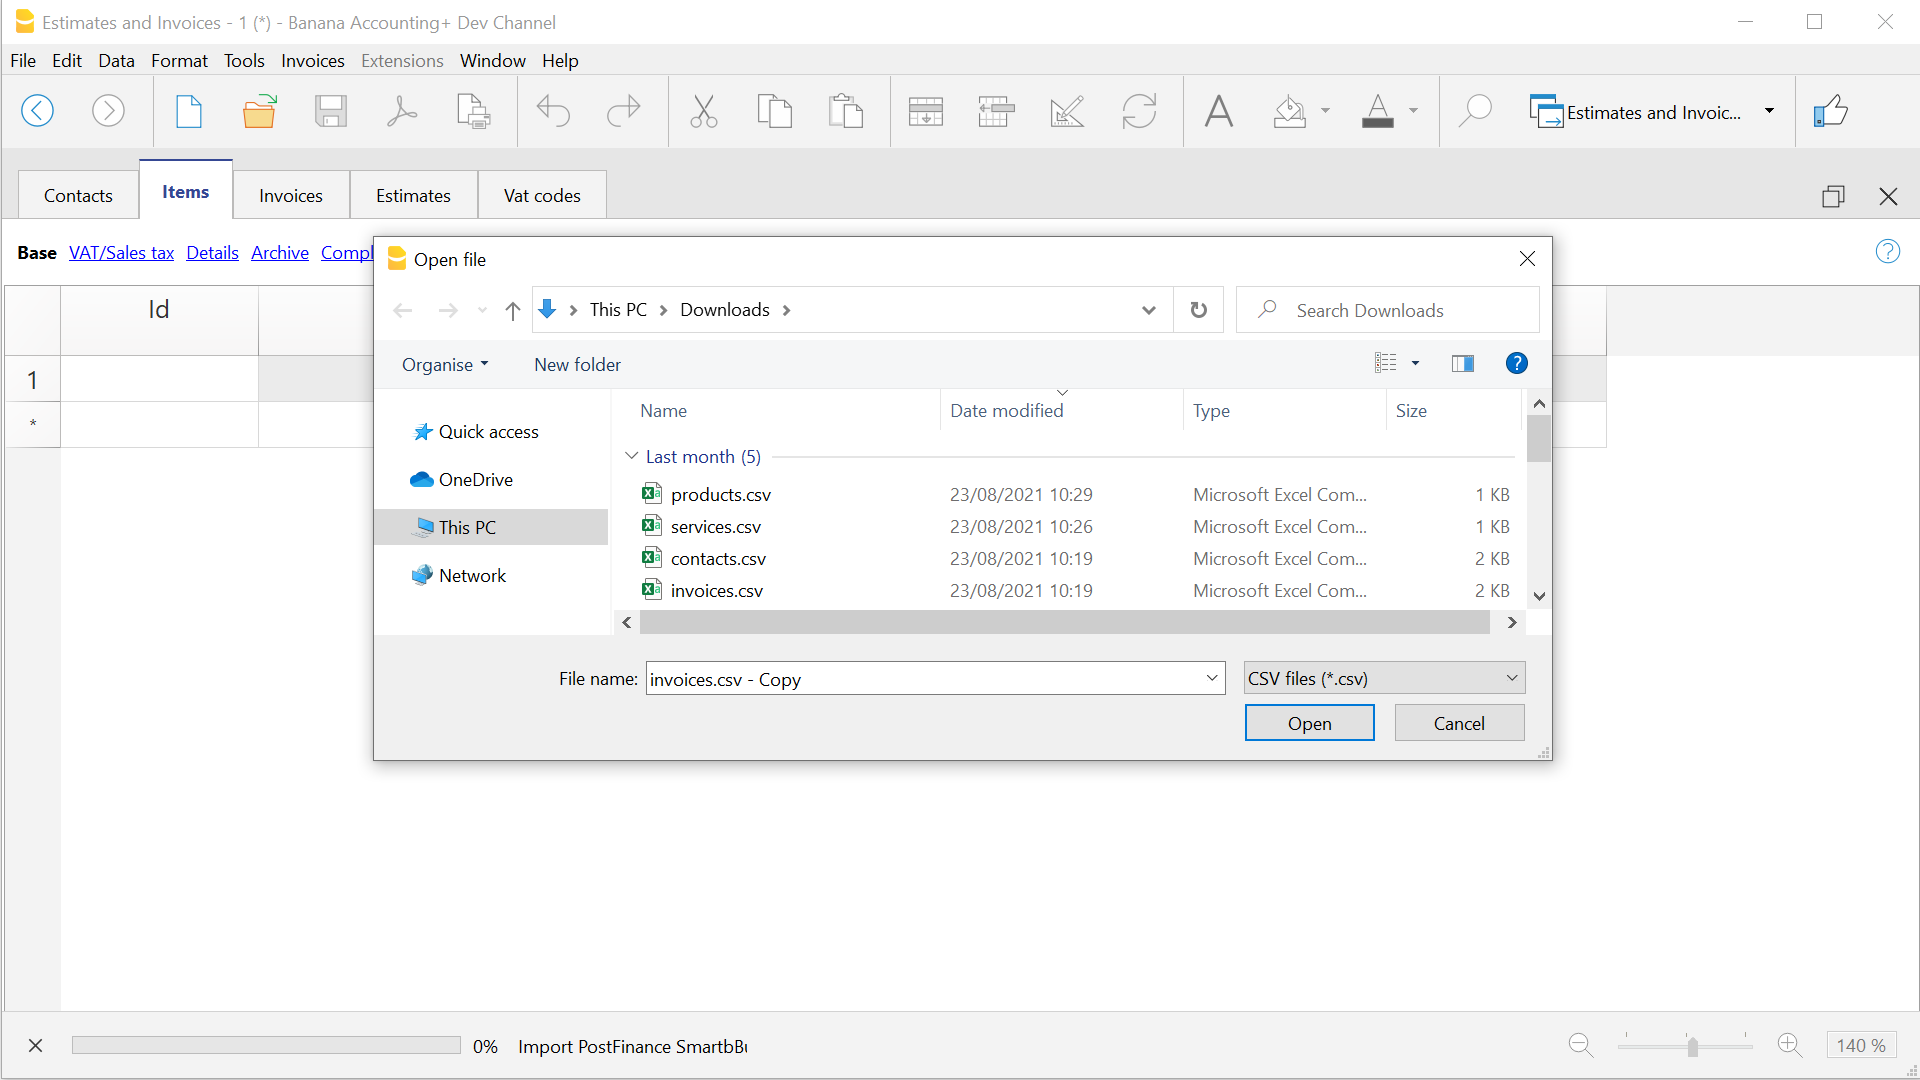 Estimates and Invoices - 1 (*) - Banana Accounting+ Dev Channel
File Edit Data Format Tools Invoices Extensions Window Help
Estimates and Invoic...
Contacts Items Invoices Estimates Vat codes
Base VAT/Sales tax Details Archive Compl
Open file
This PC Downloads
Search Downloads
Organise New folder
Id
Name Date modified Type Size
1
*
Quick access
OneDrive
This PC
Network
Last month (5)
products.csv 23/08/2021 10:29 Microsoft Excel Com... 1 KB
services.csv 23/08/2021 10:26 Microsoft Excel Com... 1 KB
contacts.csv 23/08/2021 10:19 Microsoft Excel Com... 2 KB
invoices.csv 23/08/2021 10:19 Microsoft Excel Com... 2 KB
File name: invoices.csv - Copy CSV files (*.csv)
Open Cancel
0% Import PostFinance SmartbBu
140 %